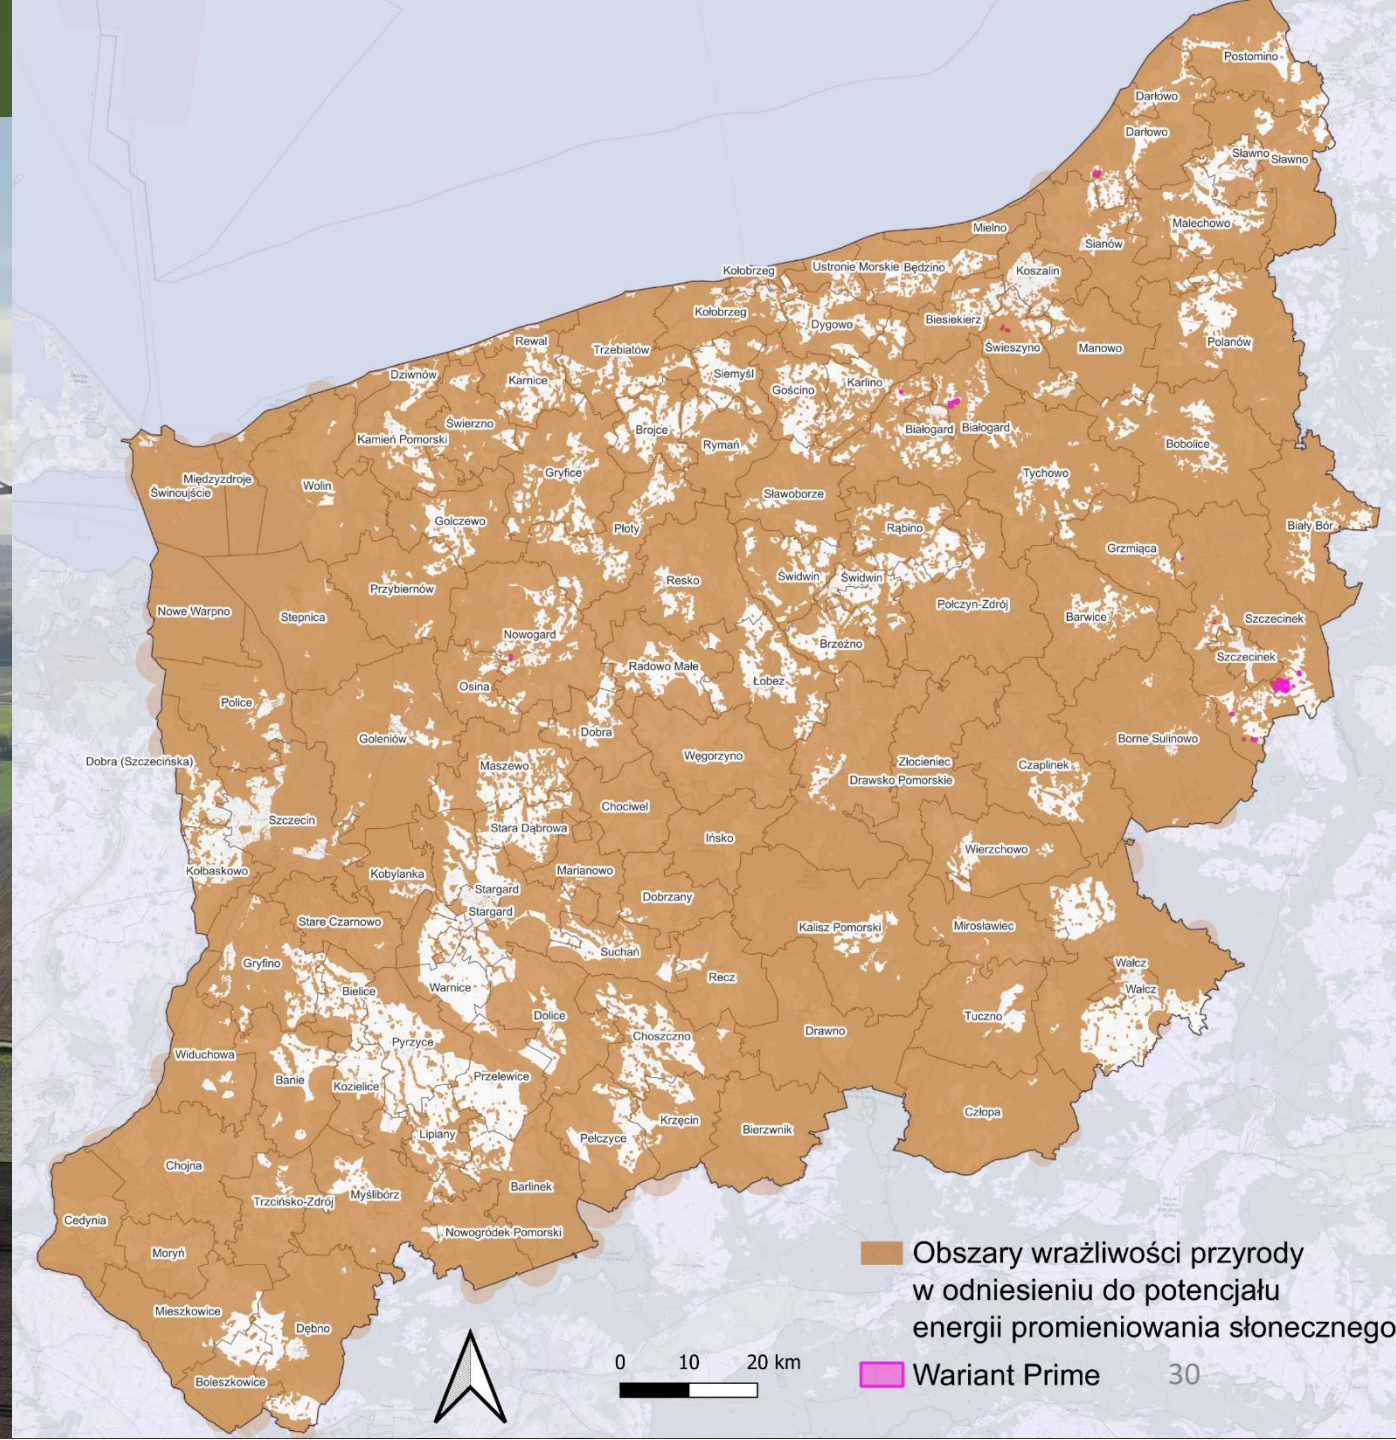 Postomino
Darłowo
Darłowo
Sławno
Sławno
Malechowo
Mielno
Sianów
Kołobrzeg
Ustronie Morskie
Będzino
Koszalin
Kołobrzeg
Dygowo
Biesiekierz
Świeszyno
Manowo
Polanów
Rewal
Trzebiatów
Dziwnów
Karnice
Siemyśl
Gościno
Karlino
Świerzno
Kamień Pomorski
Brojce
Rymań
Białogard
Białogard
Bobolice
Międzyzdroje
Świnoujście
Wolin
Gryfice
Tychowo
Sławoborze
Golczewo
Płoty
Rąbino
Biały Bór
Grzmiąca
Przybiernów
Resko
Świdwin
Świdwin
Nowe Warpno
Stepnica
Połczyn-Zdrój
Barwice
Szczecinek
Nowogard
Brzeżno
Szczecinek
Radowo Małe
Łobez
Osina
Police
Goleniów
Dobra
Borne Sulinowo
Dobra (Szczecińska)
Węgorzyno
Złocieniec
Maszewo
Drawsko Pomorskie
Czaplinek
Chociwel
Szczecin
Stara Dąbrowa
Ińsko
Wierzchowo
Kołbaskowo
Kobylanka
Marianowo
Stargard
Dobrzany
Stargard
Stare Czarnowo
Kalisz Pomorski
Mirosławiec
Suchań
Gryfino
Recz
Wałcz
Bielice
Warnice
Wałcz
Dolice
Tuczno
Choszczno
Drawno
Pyrzyce
Widuchowa
Banie
Kozielice
Przelewice
Człopa
Krzęcin
Bierzwnik
Lipiany
Pełczyce
Chojna
Barlinek
Trzcińsko-Zdrój
Myślibórz
Cedynia
Nowogródek Pomorski
Moryń
Mieszkowice
Dębno
Boleszkowice
0 10 20 km
Obszary wrażliwości przyrody
w odniesieniu do potencjału
energii promieniowania słonecznego
Wariant Prime
30